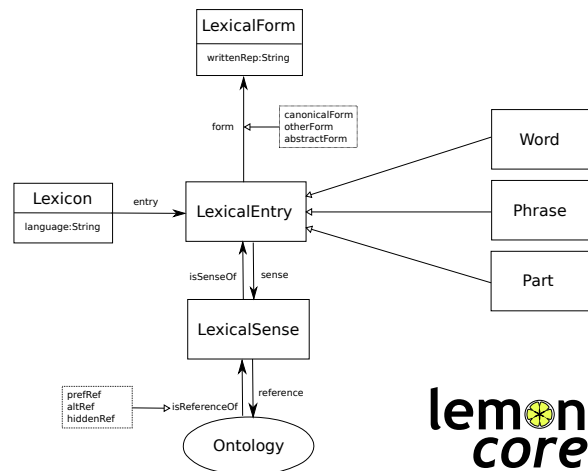 LexicalForm
writtenRep:String
form
canonicalForm
otherForm
abstractForm
Word
Lexicon
language:String
entry
LexicalEntry
Phrase
Part
isSenseOf
sense
LexicalSense
prefRef
altRef
hiddenRef
isReferenceOf
reference
Ontology
lemon
core